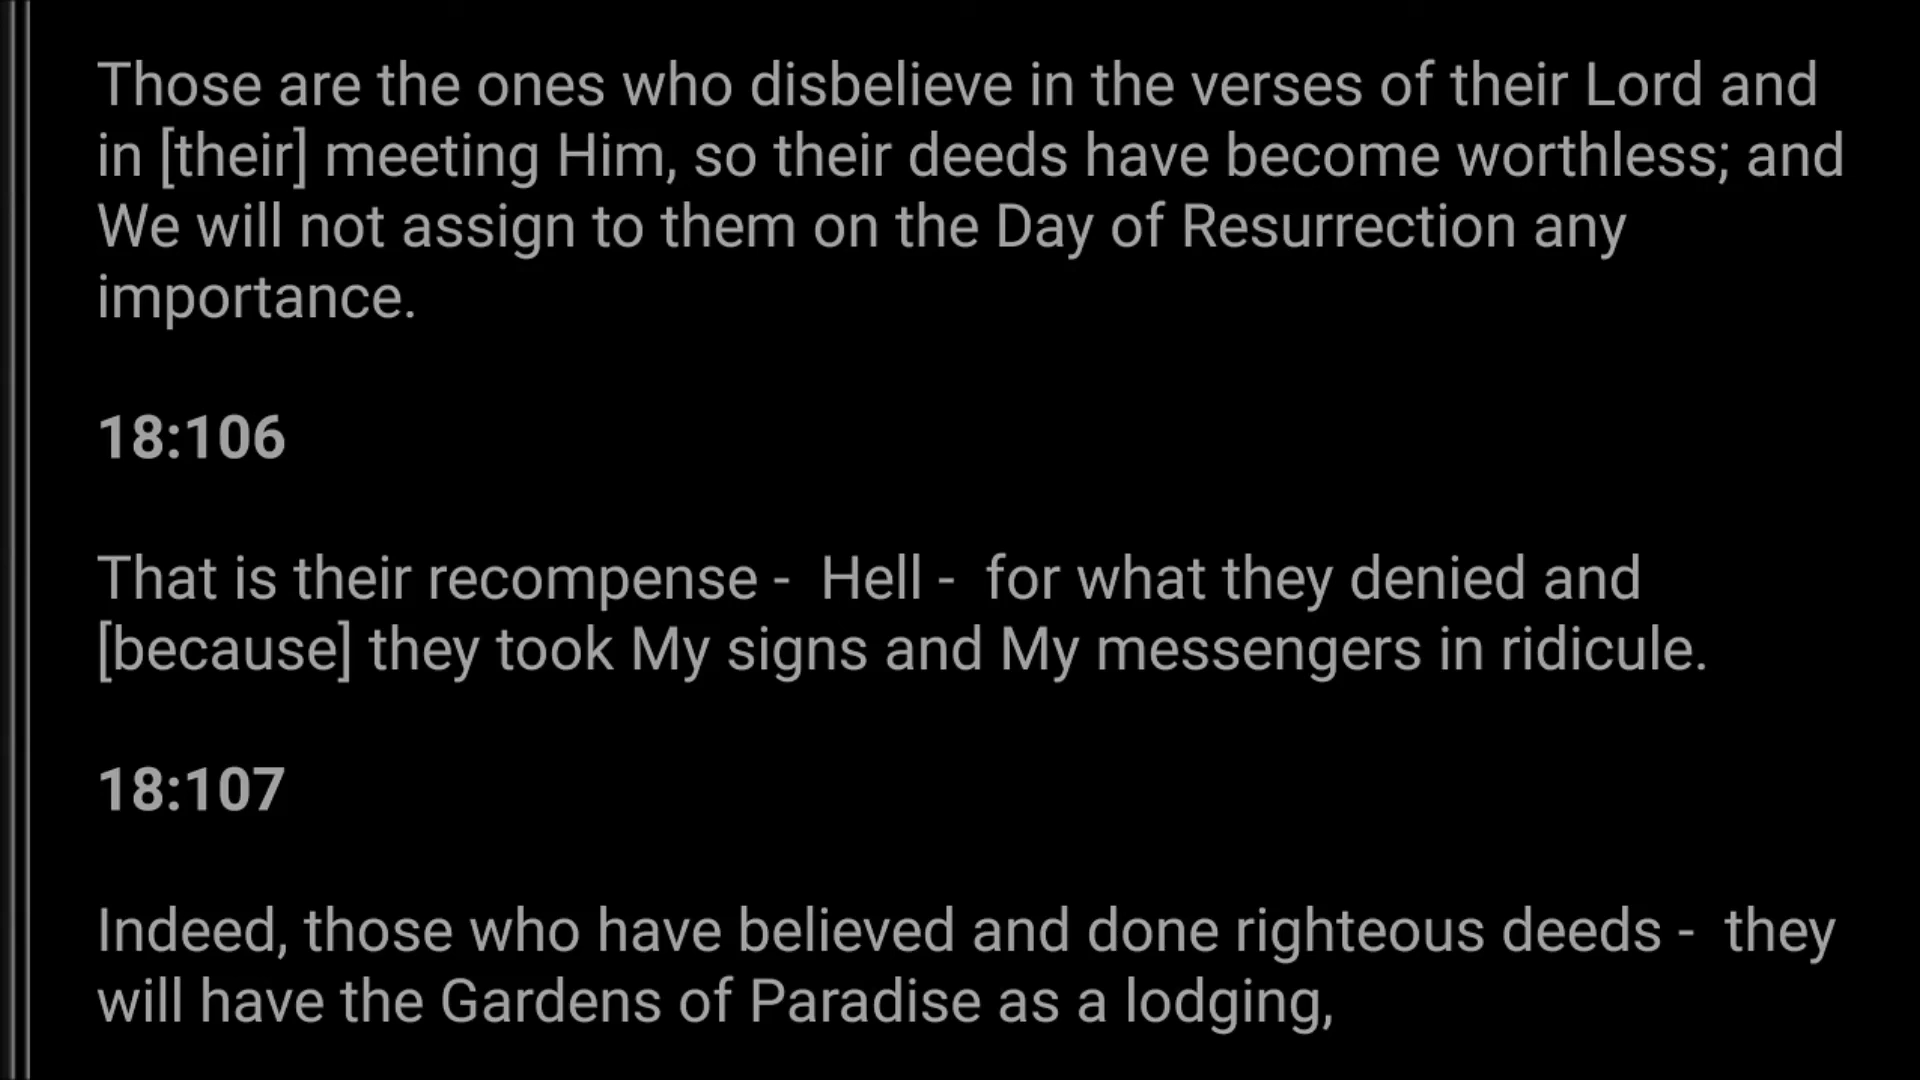 Those are the ones who disbelieve in the verses of their Lord and
in [their] meeting Him, so their deeds have become worthless; and
We will not assign to them on the Day of Resurrection any
importance.
18:106
That is their recompense -  Hell -  for what they denied and
[because] they took My signs and My messengers in ridicule.
18:107
Indeed, those who have believed and done righteous deeds -  they
will have the Gardens of Paradise as a lodging,